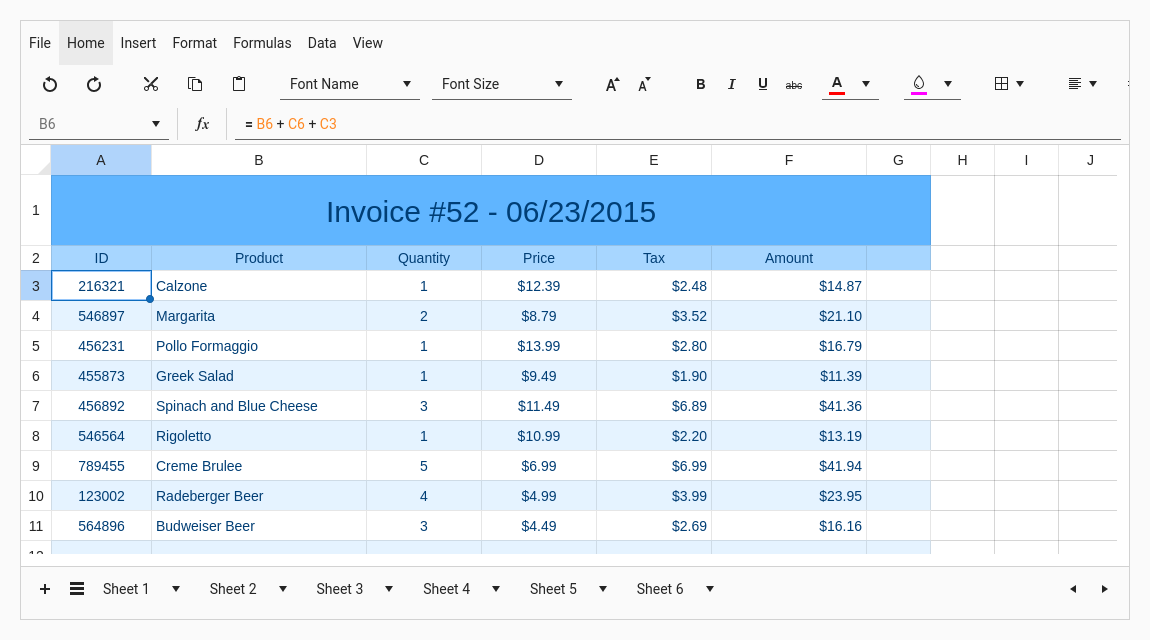 File Home Insert Format Formulas Data View
Font Name Font Size A A B I U abc A
B6 fx = B6 + C6 + C3
A B C D E F G H I J
1 Invoice #52 - 06/23/2015
2 ID Product Quantity Price Tax Amount
3 216321 Calzone 1 $12.39 $2.48 $14.87
4 546897 Margarita 2 $8.79 $3.52 $21.10
5 456231 Pollo Formaggio 1 $13.99 $2.80 $16.79
6 455873 Greek Salad 1 $9.49 $1.90 $11.39
7 456892 Spinach and Blue Cheese 3 $11.49 $6.89 $41.36
8 546564 Rigoletto 1 $10.99 $2.20 $13.19
9 789455 Creme Brulee 5 $6.99 $6.99 $41.94
10 123002 Radeberger Beer 4 $4.99 $3.99 $23.95
11 564896 Budweiser Beer 3 $4.49 $2.69 $16.16
Sheet 1 Sheet 2 Sheet 3 Sheet 4 Sheet 5 Sheet 6